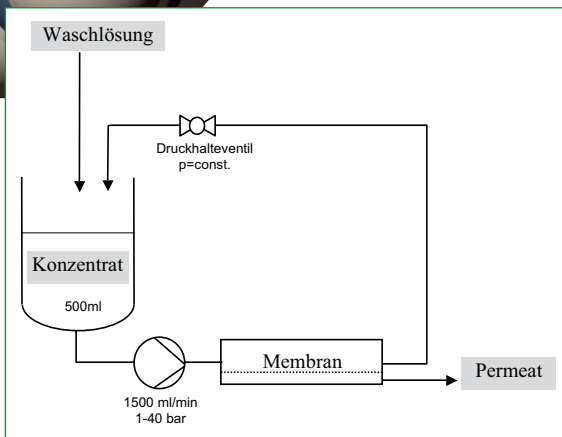 Waschlösung
Druckhalteventil
p=const.
Konzentrat
500ml
Membran
Permeat
1500 ml/min
1-40 bar